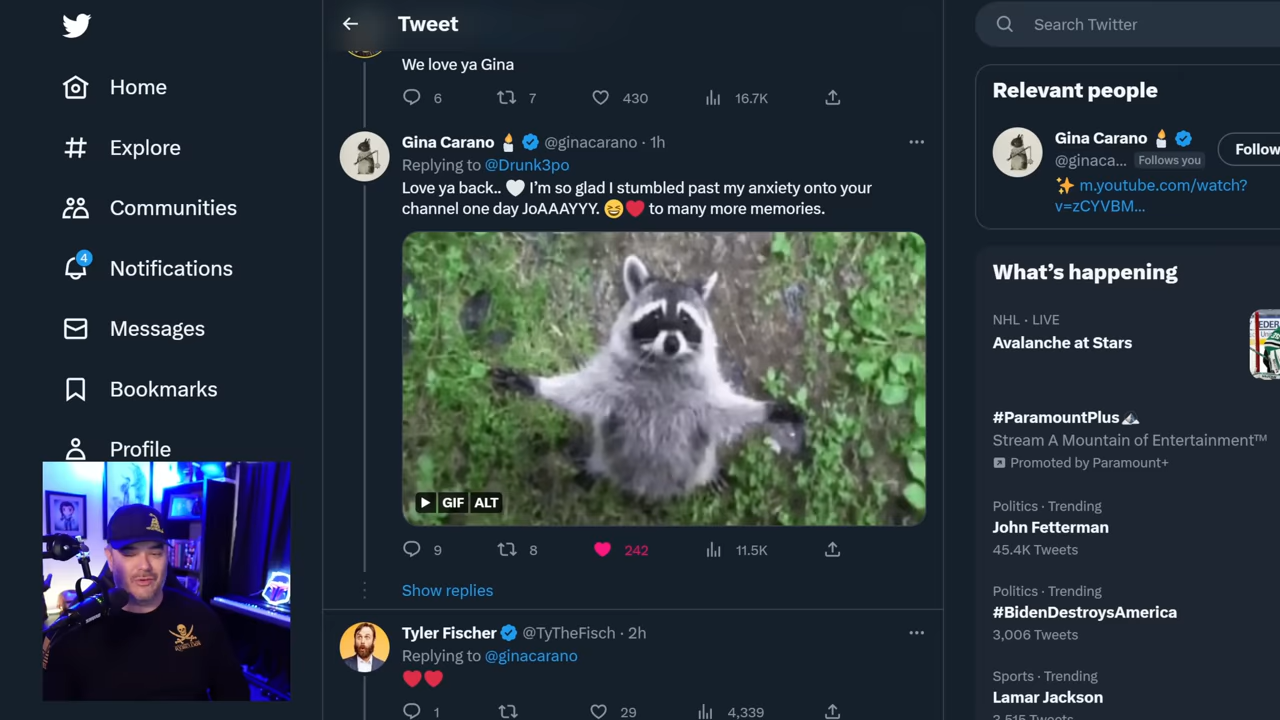 Home
Explore
Communities
Notifications
4
Messages
Bookmarks
Profile
Tweet
We love ya Gina
6 7 430 16.7K
Gina Carano @ginacarano · 1h
Replying to @Drunk3po
Love ya back.. 🤍 I'm so glad I stumbled past my anxiety onto your
channel one day JoAAAYYY. 😆❤️ to many more memories.
GIF ALT
9 8 242 11.5K
Show replies
Tyler Fischer @TyTheFisch · 2h
Replying to @ginacarano
❤️❤️
1 29 4,339
Search Twitter
Relevant people
Gina Carano
@ginaca... Follows you
Follow
✨ m.youtube.com/watch?
v=zCYVBM...
What's happening
NHL · LIVE
Avalanche at Stars
#ParamountPlus
Stream A Mountain of Entertainment™
Promoted by Paramount+
Politics · Trending
John Fetterman
45.4K Tweets
Politics · Trending
#BidenDestroysAmerica
3,006 Tweets
Sports · Trending
Lamar Jackson
3,515 Tweets